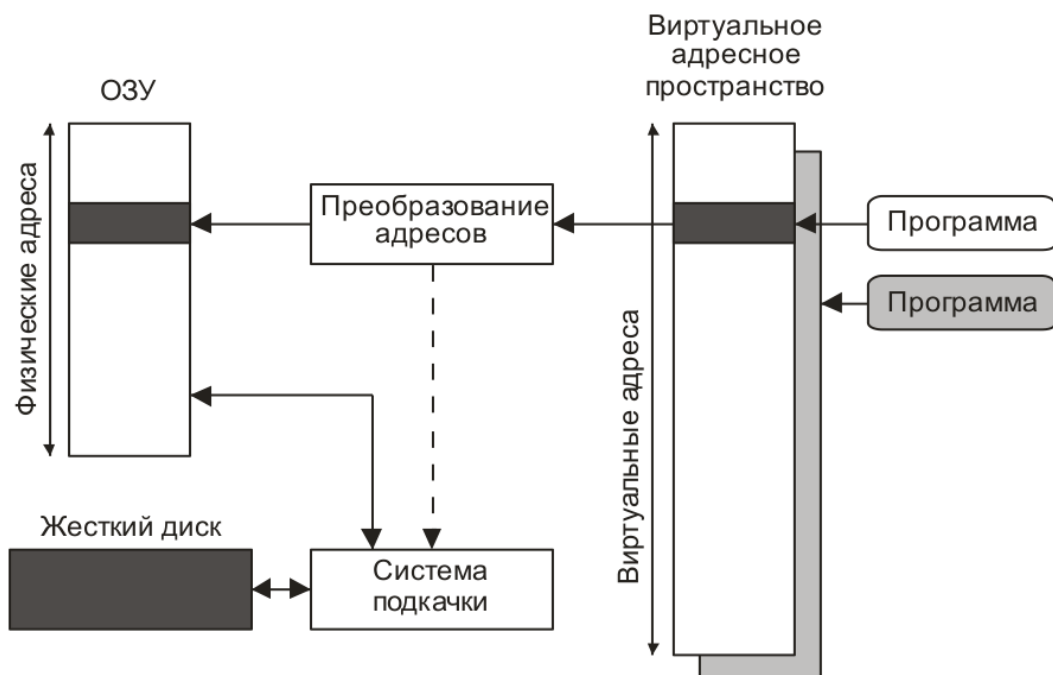 Виртуальное
адресное
пространство
ОЗУ
Физические адреса
Преобразование
адресов
Виртуальные адреса
Программа
Программа
Жесткий диск
Система
подкачки